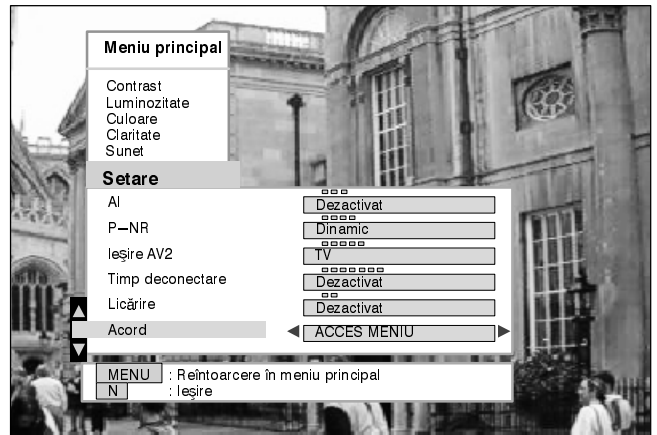 Meniu principal
Contrast
Luminozitate
Culoare
Claritate
Sunet
Setare
AI Dezactivat
P–NR Dinamic
Ieşire AV2 TV
Timp deconectare Dezactivat
Licărire Dezactivat
Acord ACCES MENIU
MENU : Reîntoarcere în meniu principal
N : Ieşire